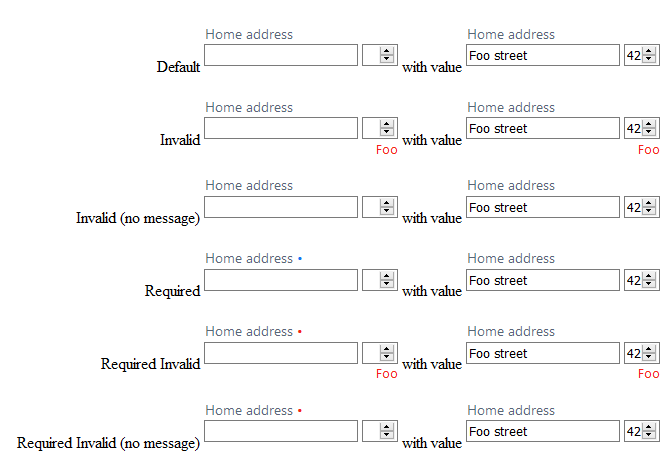 Home address Home address
Default with value Foo street 42
Home address Home address
Invalid with value Foo street 42
Foo Foo
Home address Home address
Invalid (no message) with value Foo street 42
Home address • Home address
Required with value Foo street 42
Home address • Home address
Required Invalid with value Foo street 42
Foo Foo
Home address • Home address
Required Invalid (no message) with value Foo street 42